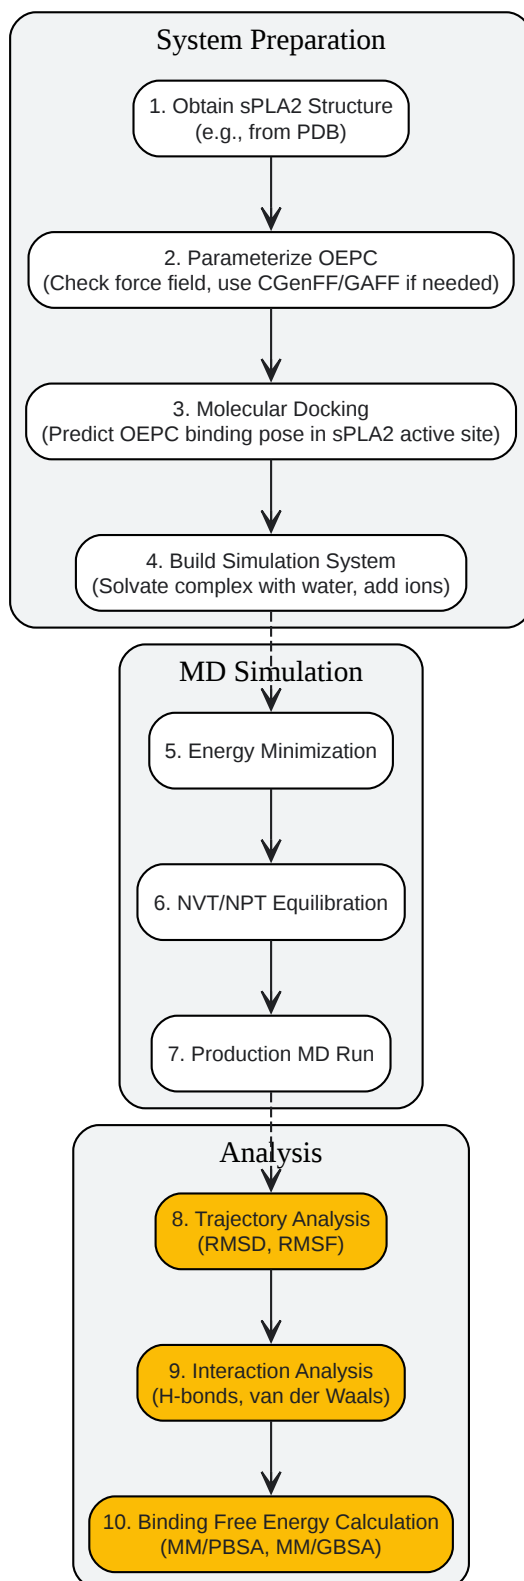 System Preparation
1. Obtain sPLA2 Structure
(e.g., from PDB)
2. Parameterize OEPC
(Check force field, use CGenFF/GAFF if needed)
3. Molecular Docking
(Predict OEPC binding pose in sPLA2 active site)
4. Build Simulation System
(Solvate complex with water, add ions)
MD Simulation
5. Energy Minimization
6. NVT/NPT Equilibration
7. Production MD Run
Analysis
8. Trajectory Analysis
(RMSD, RMSF)
9. Interaction Analysis
(H-bonds, van der Waals)
10. Binding Free Energy Calculation
(MM/PBSA, MM/GBSA)